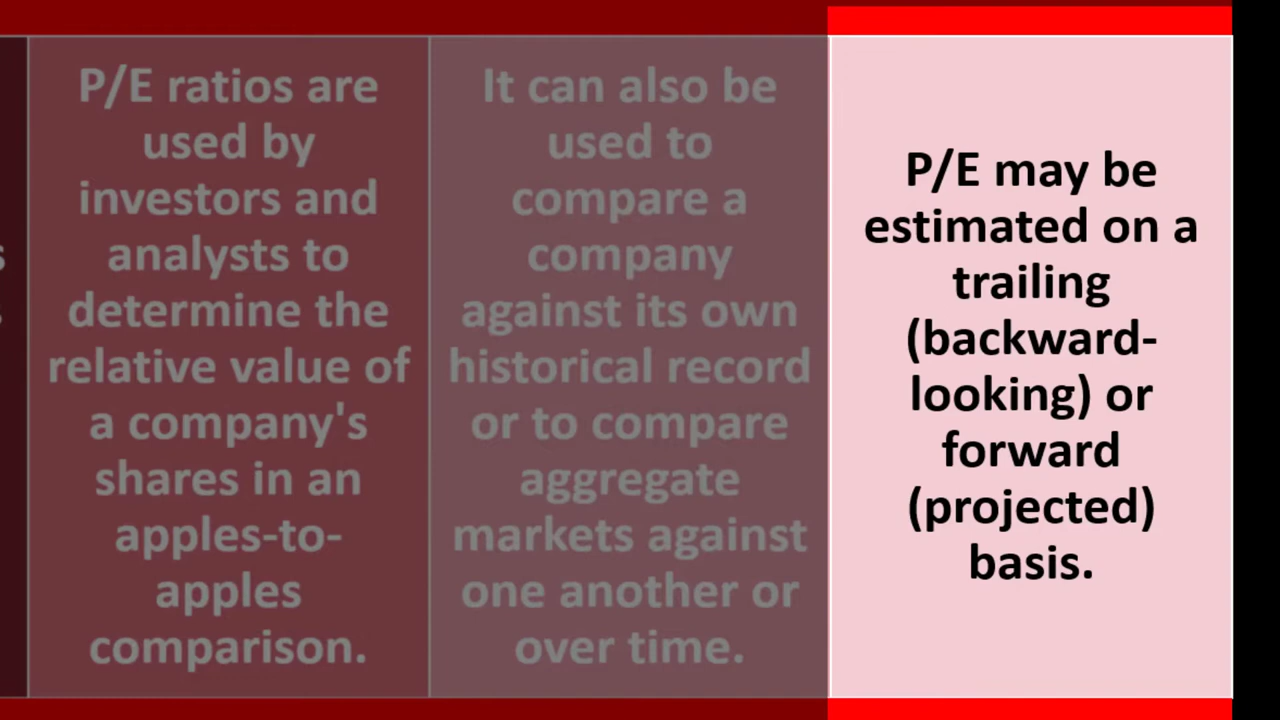 P/E ratios are
used by
investors and
analysts to
determine the
relative value of
a company's
shares in an
apples-to-
apples
comparison.
It can also be
used to
compare a
company
against its own
historical record
or to compare
aggregate
markets against
one another or
over time.
P/E may be
estimated on a
trailing
(backward-
looking) or
forward
(projected)
basis.